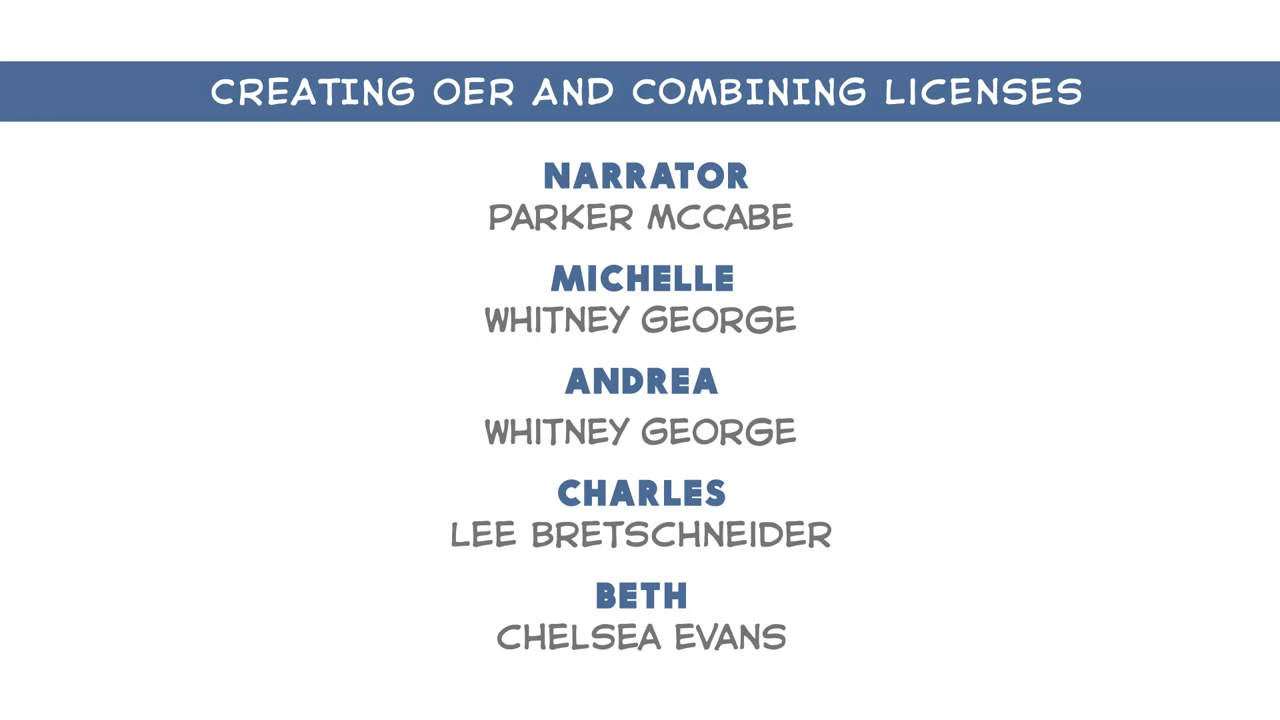 CREATING OER AND COMBINING LICENSES
NARRATOR
PARKER MCCABE
MICHELLE
WHITNEY GEORGE
ANDREA
WHITNEY GEORGE
CHARLES
LEE BRETSCHNEIDER
BETH
CHELSEA EVANS